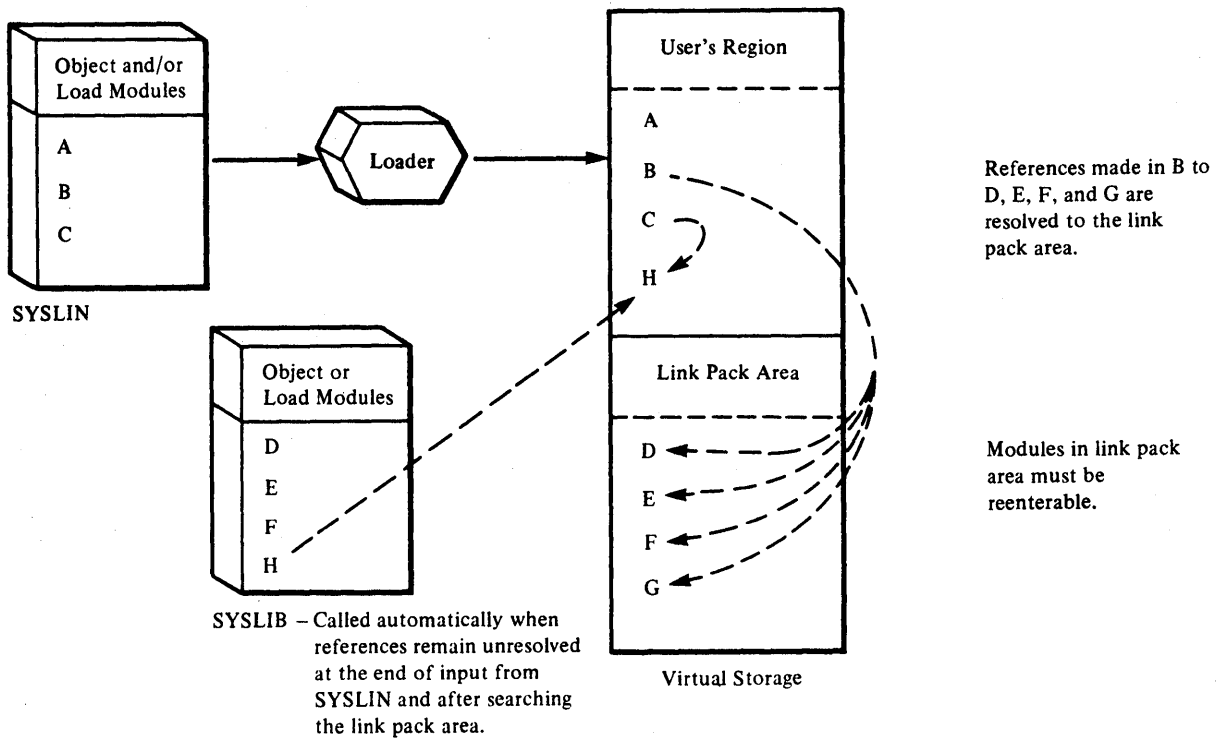 Object and/or
Load Modules
A
B
C
SYSLIN
Loader
User's Region
A
B
C
H
References made in B to
D, E, F, and G are
resolved to the link
pack area.
Object or
Load Modules
D
E
F
H
SYSLIB – Called automatically when
references remain unresolved
at the end of input from
SYSLIN and after searching
the link pack area.
Link Pack Area
D
E
F
G
Modules in link pack
area must be
reenterable.
Virtual Storage